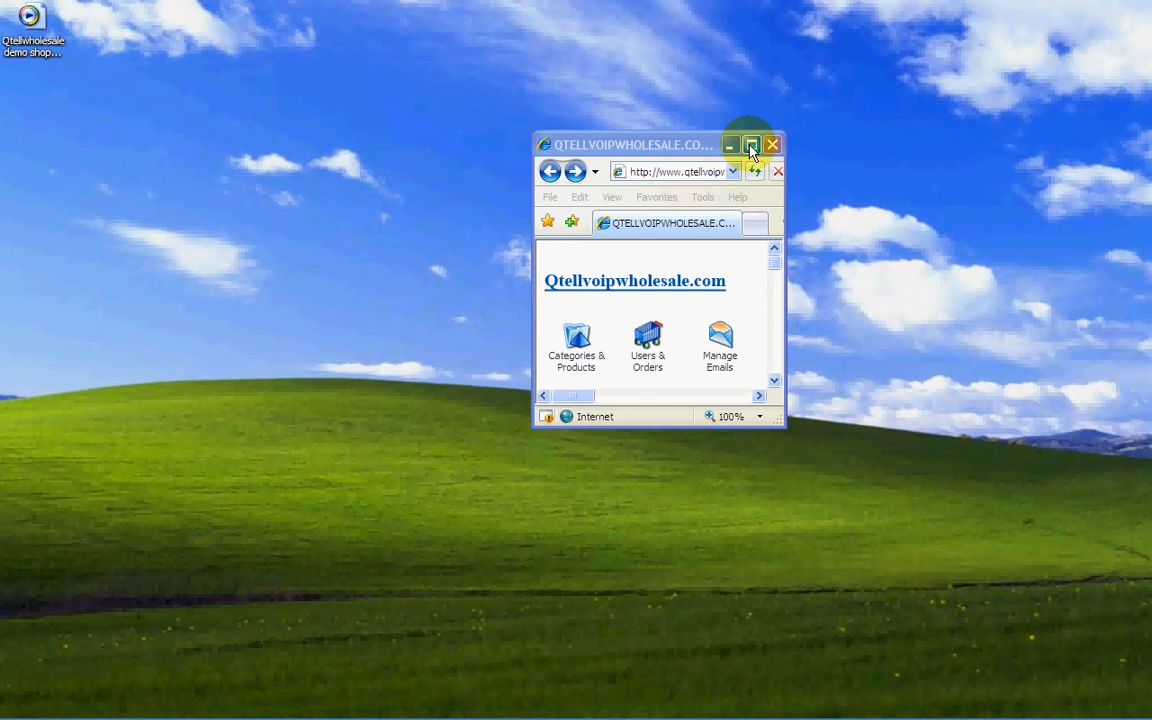 Qtellwholesale
demo shop...
QTELLVOIPWHOLESALE.CO...
http://www.qtellvoipw
File Edit View Favorites Tools Help
QTELLVOIPWHOLESALE.C...
Qtellvoipwholesale.com
Categories &
Products
Users &
Orders
Manage
Emails
Internet
100%